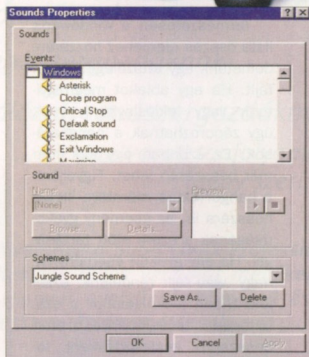 Sounds Properties
Sounds
Events:
Windows
Asterisk
Close program
Critical Stop
Default sound
Exclamation
Exit Windows
Maximize
Sound
Name:
(None)
Preview:
Browse...
Details...
Schemes
Jungle Sound Scheme
Save As...
Delete
OK
Cancel
Apply